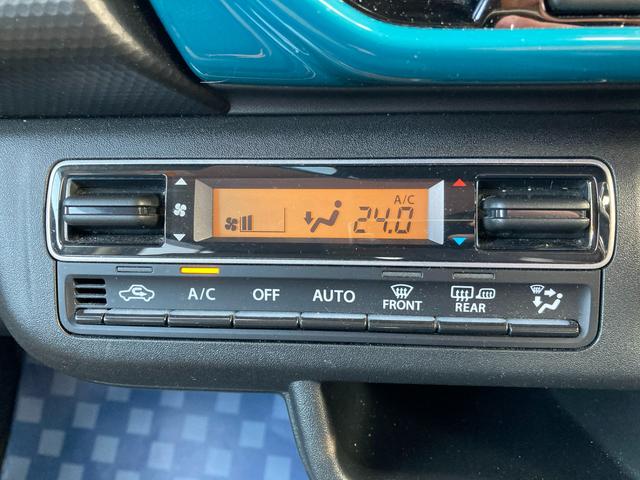 A/C
24.0
A/C OFF AUTO FRONT REAR